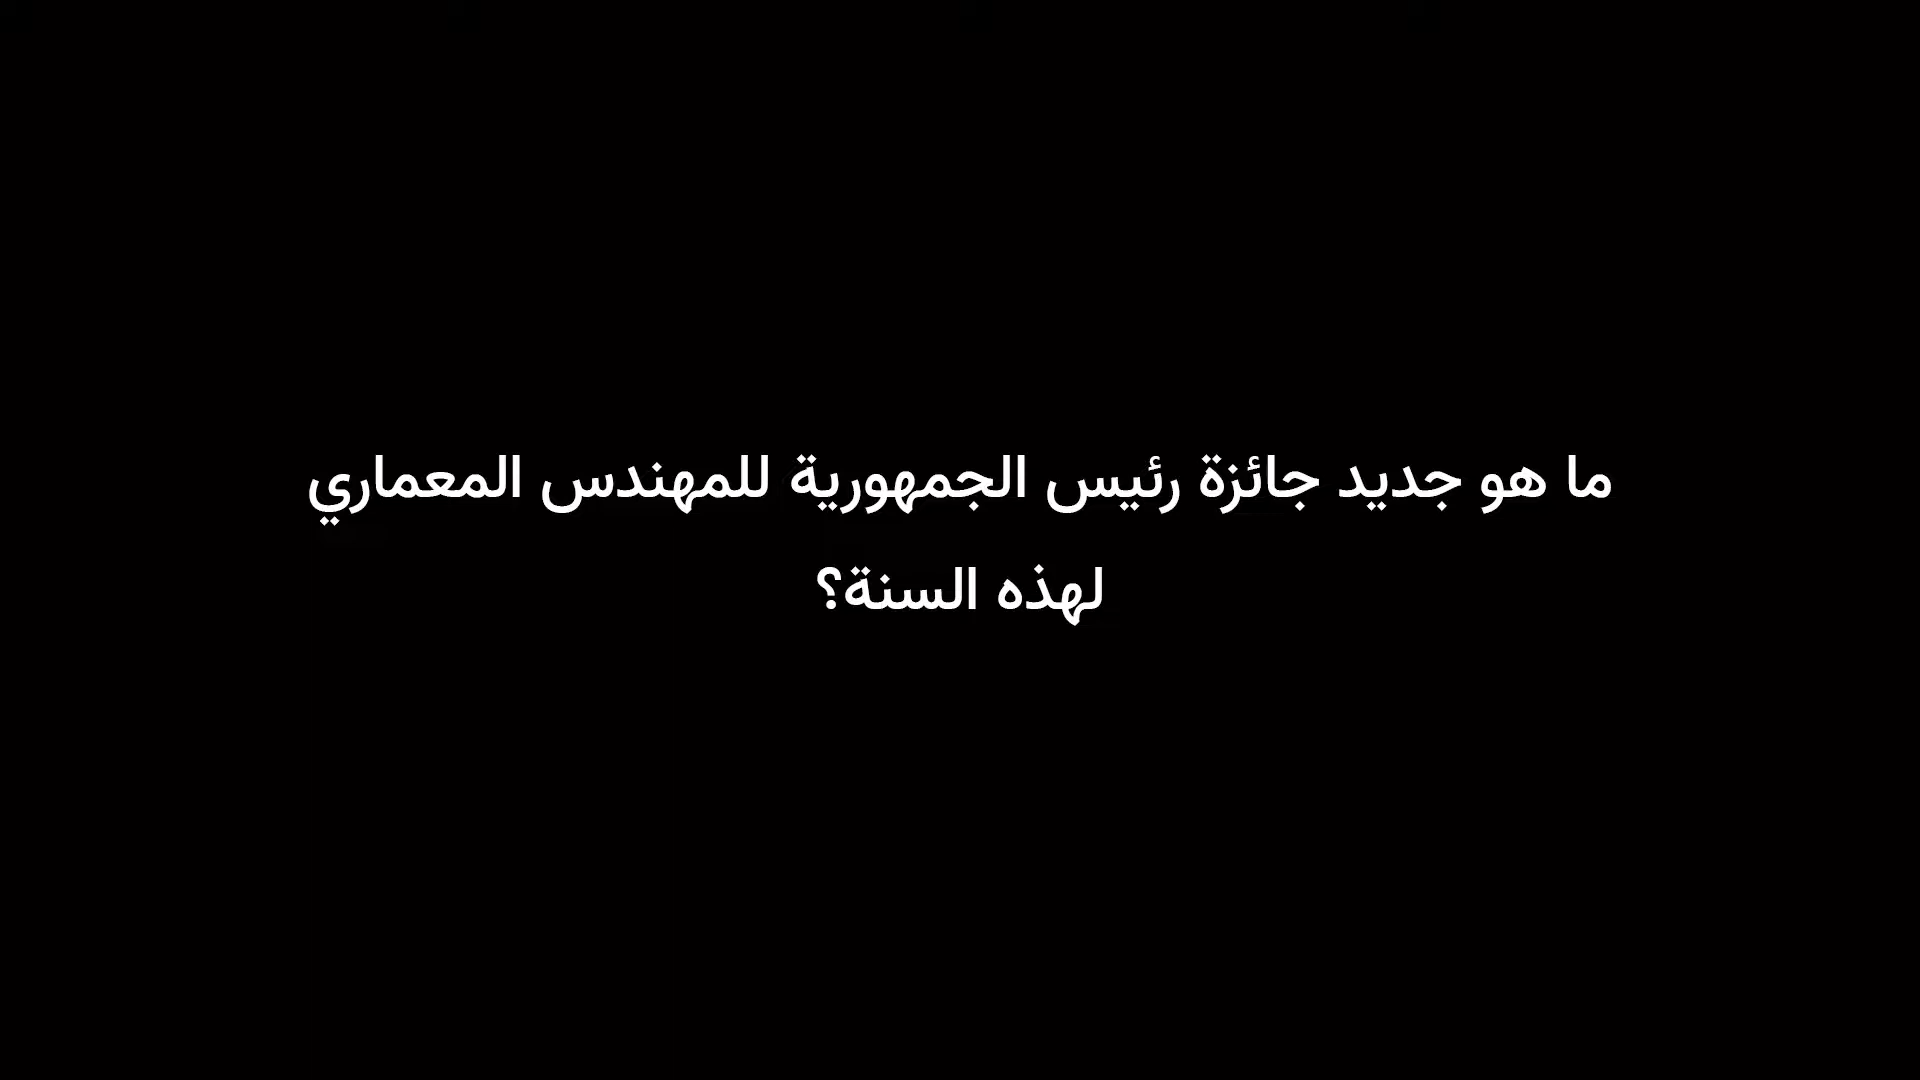 ما هو جديد جائزة رئيس الجمهورية للمهندس المعماري
لهذه السنة؟